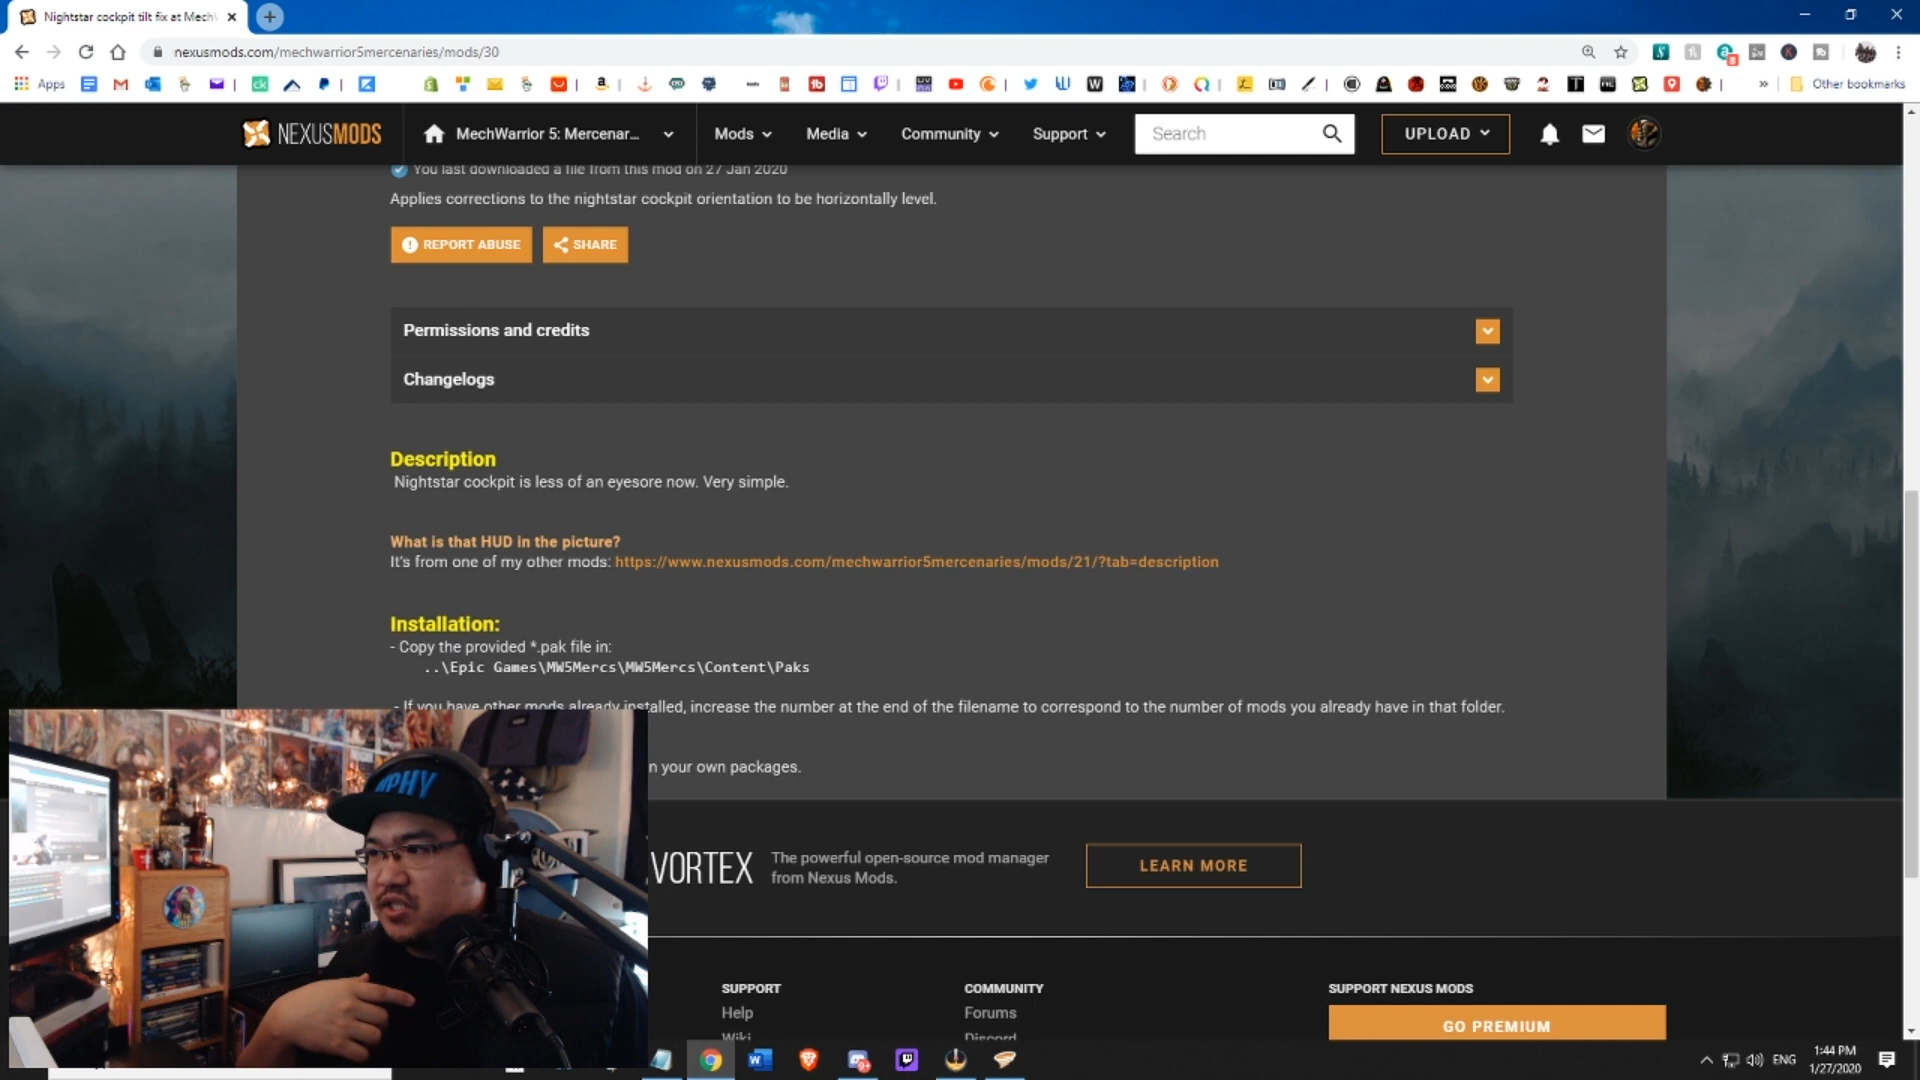 Nightstar cockpit tilt fix at Mech
nexusmods.com/mechwarrior5mercenaries/mods/30
Apps
Other bookmarks
NEXUSMODS
MechWarrior 5: Mercenar...
Mods
Media
Community
Support
Search
UPLOAD
You last downloaded a file from this mod on 27 Jan 2020
Applies corrections to the nightstar cockpit orientation to be horizontally level.
REPORT ABUSE
SHARE
Permissions and credits
Changelogs
Description
Nightstar cockpit is less of an eyesore now. Very simple.
What is that HUD in the picture?
It's from one of my other mods: https://www.nexusmods.com/mechwarrior5mercenaries/mods/21/?tab=description
Installation:
- Copy the provided *.pak file in:
..\Epic Games\MW5Mercs\MW5Mercs\Content\Paks
- If you have other mods already installed, increase the number at the end of the filename to correspond to the number of mods you already have in that folder.
n your own packages.
VORTEX
The powerful open-source mod manager
from Nexus Mods.
LEARN MORE
SUPPORT
COMMUNITY
SUPPORT NEXUS MODS
Help
Forums
GO PREMIUM
Wiki
Discord
ENG
1:44 PM
1/27/2020